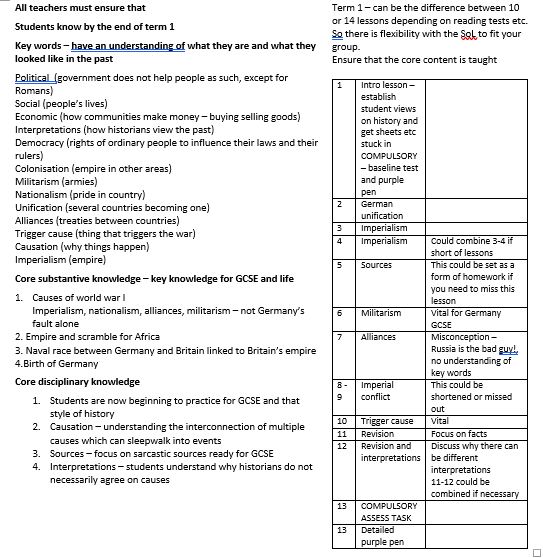 All teachers must ensure that
Students know by the end of term 1
Key words – have an understanding of what they are and what they
looked like in the past
Political (government does not help people as such, except for
Romans)
Social (people's lives)
Economic (how communities make money – buying selling goods)
Interpretations (how historians view the past)
Democracy (rights of ordinary people to influence their lives and their
rulers)
Colonisation (empire in other areas)
Militarism (armies)
Nationalism (pride in country)
Unification (several countries becoming one)
Alliances (treaties between countries)
Trigger cause (thing that triggers the war)
Causation (why things happen)
Imperialism (empire)
Core substantive knowledge – key knowledge for GCSE and life
1. Causes of world war I
Imperialism, nationalism, alliances, militarism – not Germany's
fault alone
2. Empire and scramble for Africa
3. Naval race between Germany and Britain linked to Britain's empire
4.Birth of Germany
Core disciplinary knowledge
1. Students are now beginning to practice for GCSE and that
style of history
2. Causation – understanding the interconnection of multiple
causes which can sleepwalk into events
3. Sources – focus on sarcastic sources ready for GCSE
4. Interpretations – students understand why historians do not
necessarily agree on causes
Term 1 – can be the difference between 10
or 14 lessons depending on reading tests etc.
So there is flexibility with the SoL to fit your
group.
Ensure that the core content is taught
1 Intro lesson –
establish
student views
on history and
get sheets etc
stuck in
COMPULSORY
– baseline test
and purple
pen
2 German
unification
3 Imperialism
4 Imperialism Could combine 3-4 if
short of lessons
5 Sources This could be set as a
form of homework if
you need to miss this
lesson
6 Militarism Vital for Germany
GCSE
7 Alliances Misconception –
Russia is the bad guy!,
no understanding of
key words
8 - Imperial This could be
9 conflict shortened or missed
out
10 Trigger cause Vital
11 Revision Focus on facts
12 Revision and Discuss why there can
interpretations be different
interpretations
11-12 could be
combined if necessary
13 COMPULSORY
ASSESS TASK
13 Detailed
purple pen